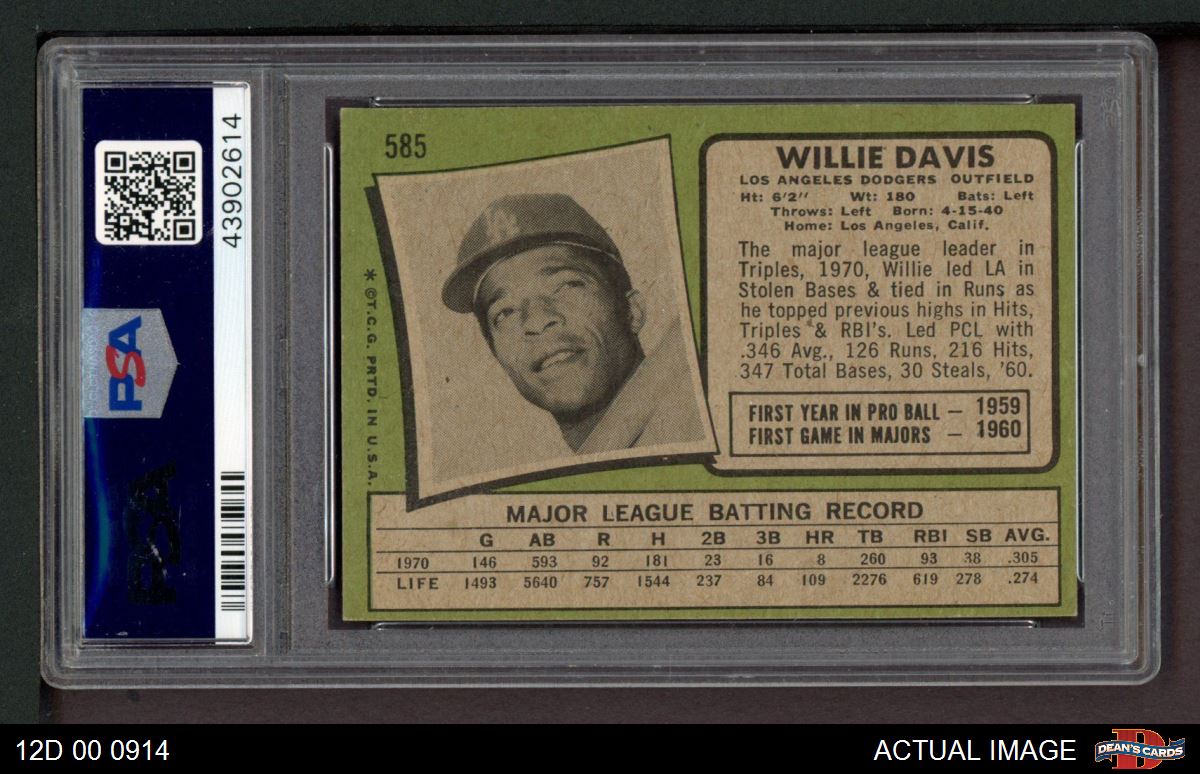 43902614
PSA
PSA
585
* ©T.C.G. PRTD. IN U.S.A.
WILLIE DAVIS
LOS ANGELES DODGERS OUTFIELD
Ht: 6'2" Wt: 180 Bats: Left
Throws: Left Born: 4-15-40
Home: Los Angeles, Calif.
The major league leader in
Triples, 1970, Willie led LA in
Stolen Bases & tied in Runs as
he topped previous highs in Hits,
Triples & RBI's. Led PCL with
.346 Avg., 126 Runs, 216 Hits,
347 Total Bases, 30 Steals, '60.
FIRST YEAR IN PRO BALL — 1959
FIRST GAME IN MAJORS — 1960
MAJOR LEAGUE BATTING RECORD
G AB R H 2B 3B HR TB RBI SB AVG.
1970 146 593 92 181 23 16 8 260 93 38 .305
LIFE 1493 5640 757 1544 237 84 109 2276 619 278 .274
12D 00 0914
ACTUAL IMAGE
DEAN'S CARDS